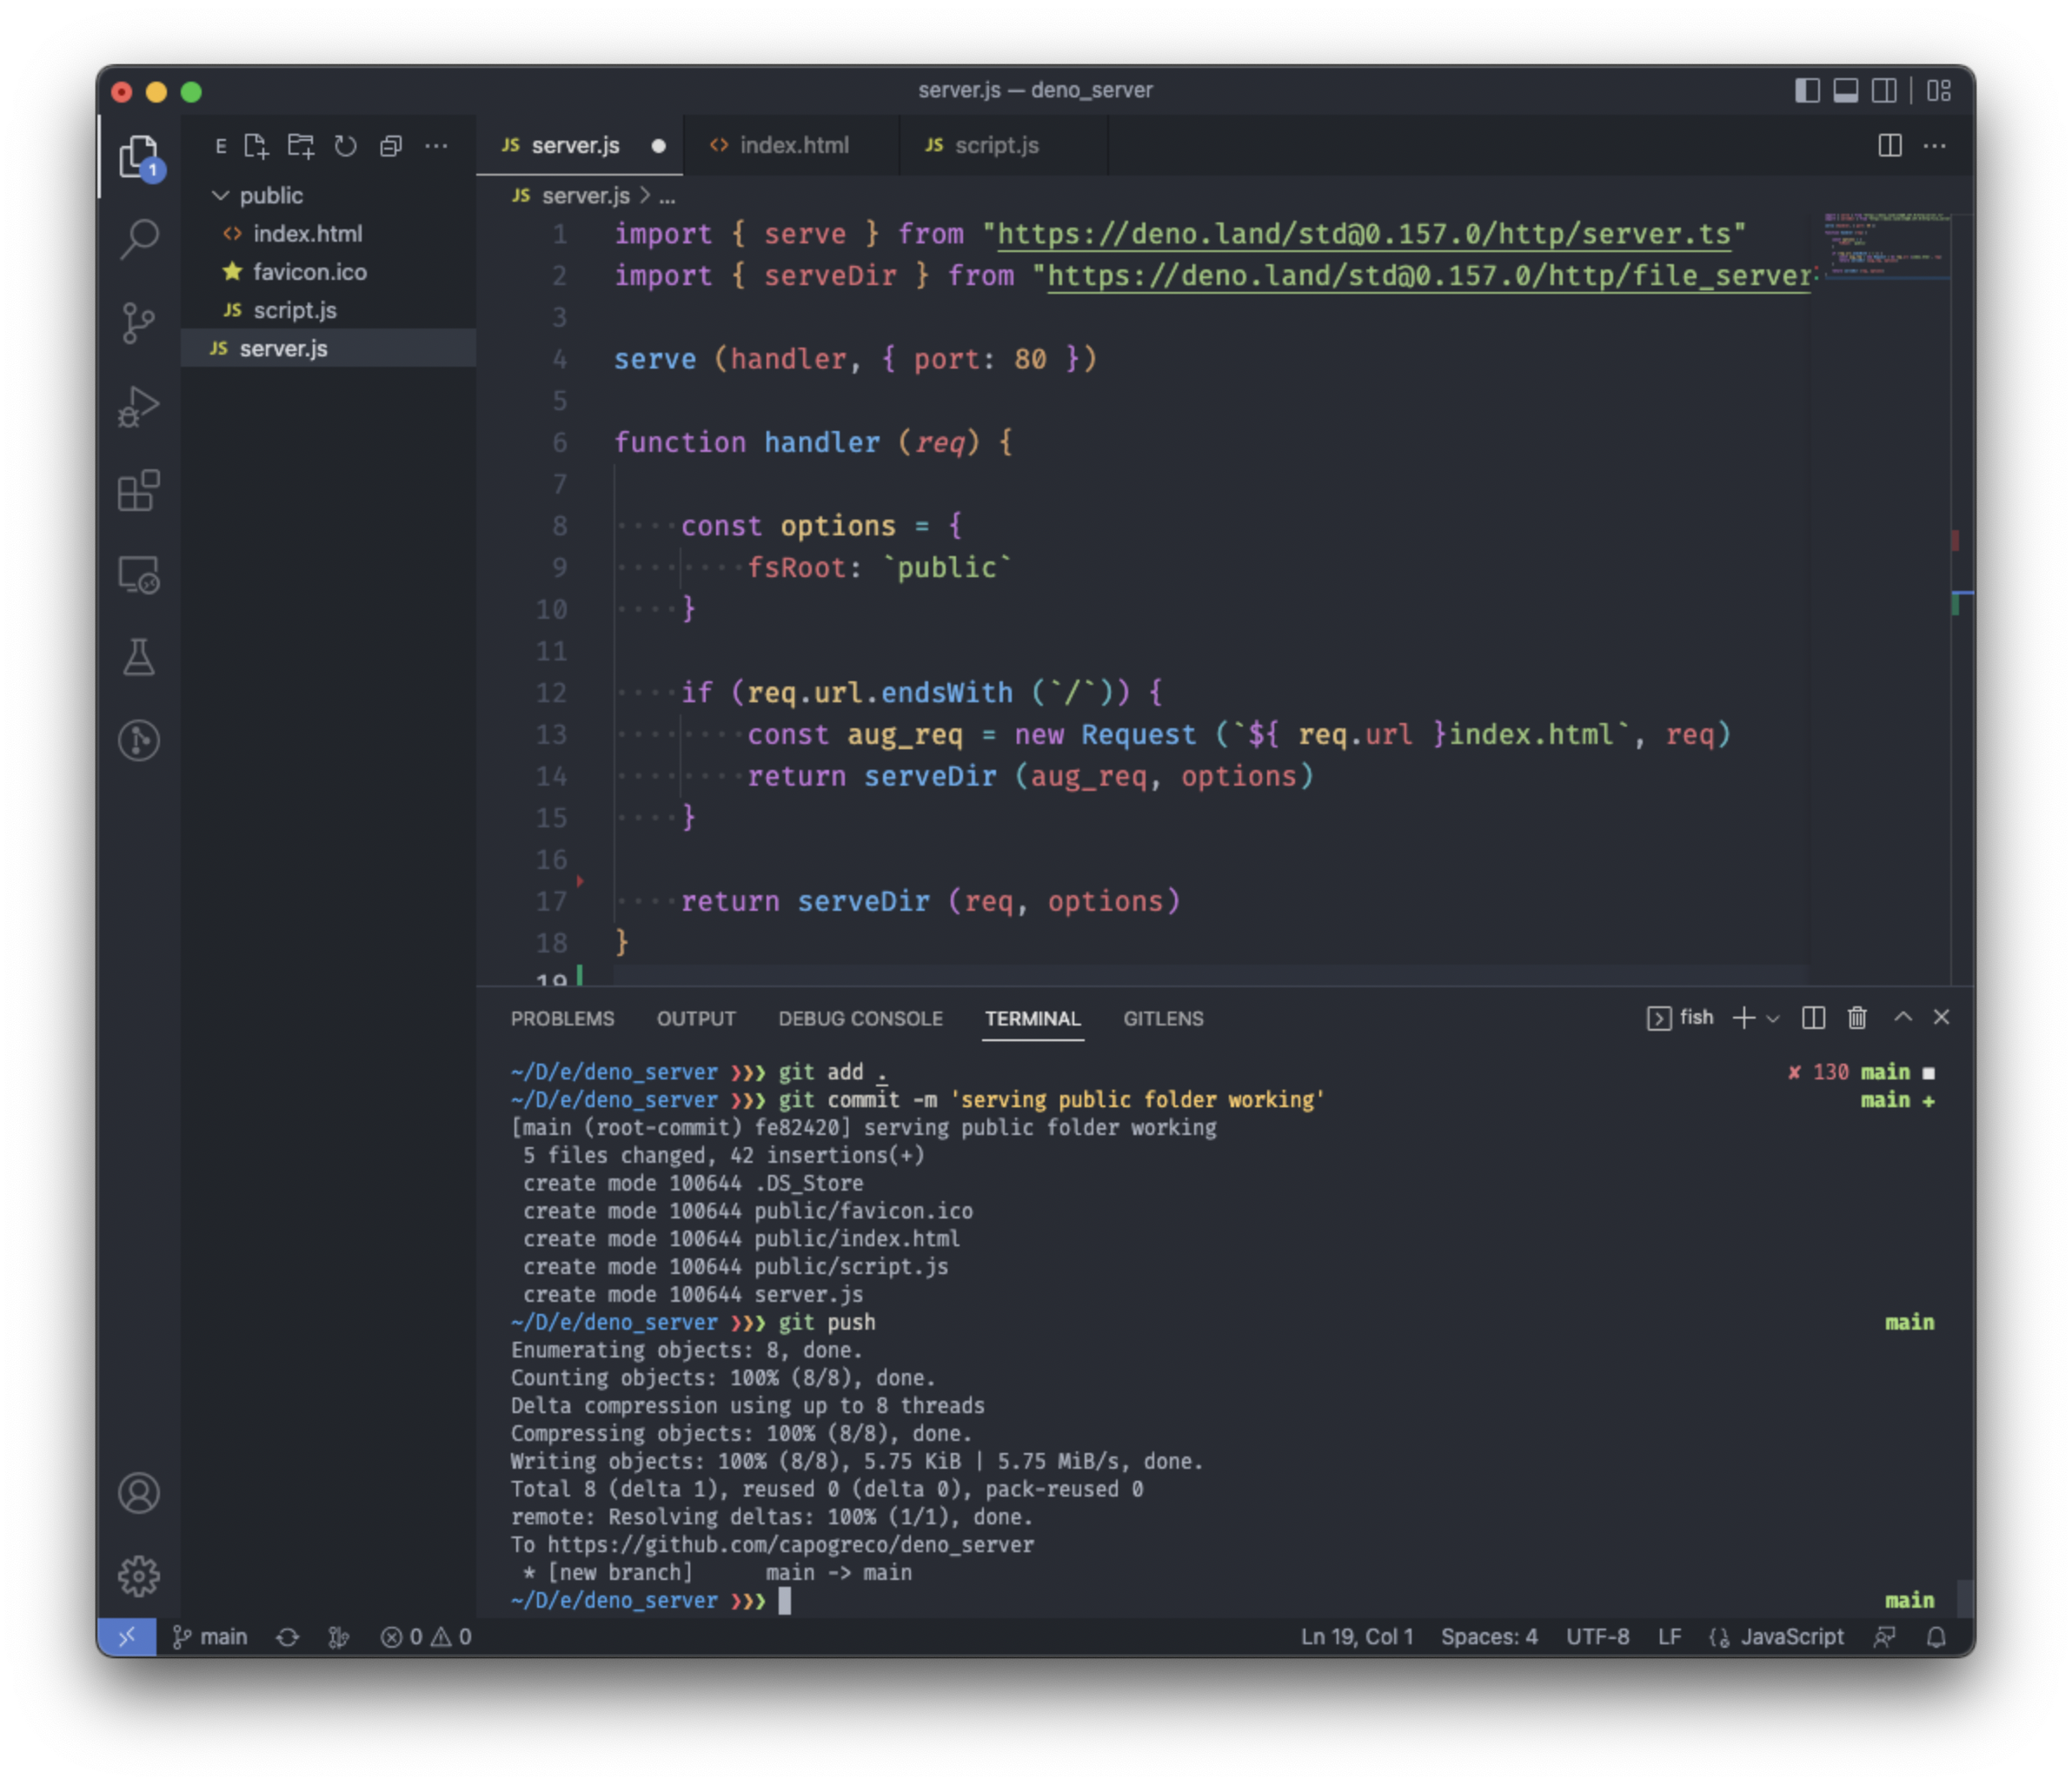 server.js — deno_server
1
E
public
index.html
favicon.ico
JS script.js
JS server.js
JS server.js
<> index.html
JS script.js
JS server.js > ...
1 import { serve } from "https://deno.land/std@0.157.0/http/server.ts"
2 import { serveDir } from "https://deno.land/std@0.157.0/http/file_server
3
4 serve (handler, { port: 80 })
5
6 function handler (req) {
7
8 ····const options = {
9 ········fsRoot: `public`
10 ····}
11
12 ····if (req.url.endsWith (`/`)) {
13 ········const aug_req = new Request (`${ req.url }index.html`, req)
14 ········return serveDir (aug_req, options)
15 ····}
16
17 ····return serveDir (req, options)
18 }
19
PROBLEMS OUTPUT DEBUG CONSOLE TERMINAL GITLENS
fish
~/D/e/deno_server ❯❯❯ git add . ✘ 130 main ■
~/D/e/deno_server ❯❯❯ git commit -m 'serving public folder working' main +
[main (root-commit) fe82420] serving public folder working
 5 files changed, 42 insertions(+)
 create mode 100644 .DS_Store
 create mode 100644 public/favicon.ico
 create mode 100644 public/index.html
 create mode 100644 public/script.js
 create mode 100644 server.js
~/D/e/deno_server ❯❯❯ git push main
Enumerating objects: 8, done.
Counting objects: 100% (8/8), done.
Delta compression using up to 8 threads
Compressing objects: 100% (8/8), done.
Writing objects: 100% (8/8), 5.75 KiB | 5.75 MiB/s, done.
Total 8 (delta 1), reused 0 (delta 0), pack-reused 0
remote: Resolving deltas: 100% (1/1), done.
To https://github.com/capogreco/deno_server
 * [new branch]      main -> main
~/D/e/deno_server ❯❯❯ main
main 0 0 Ln 19, Col 1 Spaces: 4 UTF-8 LF JavaScript